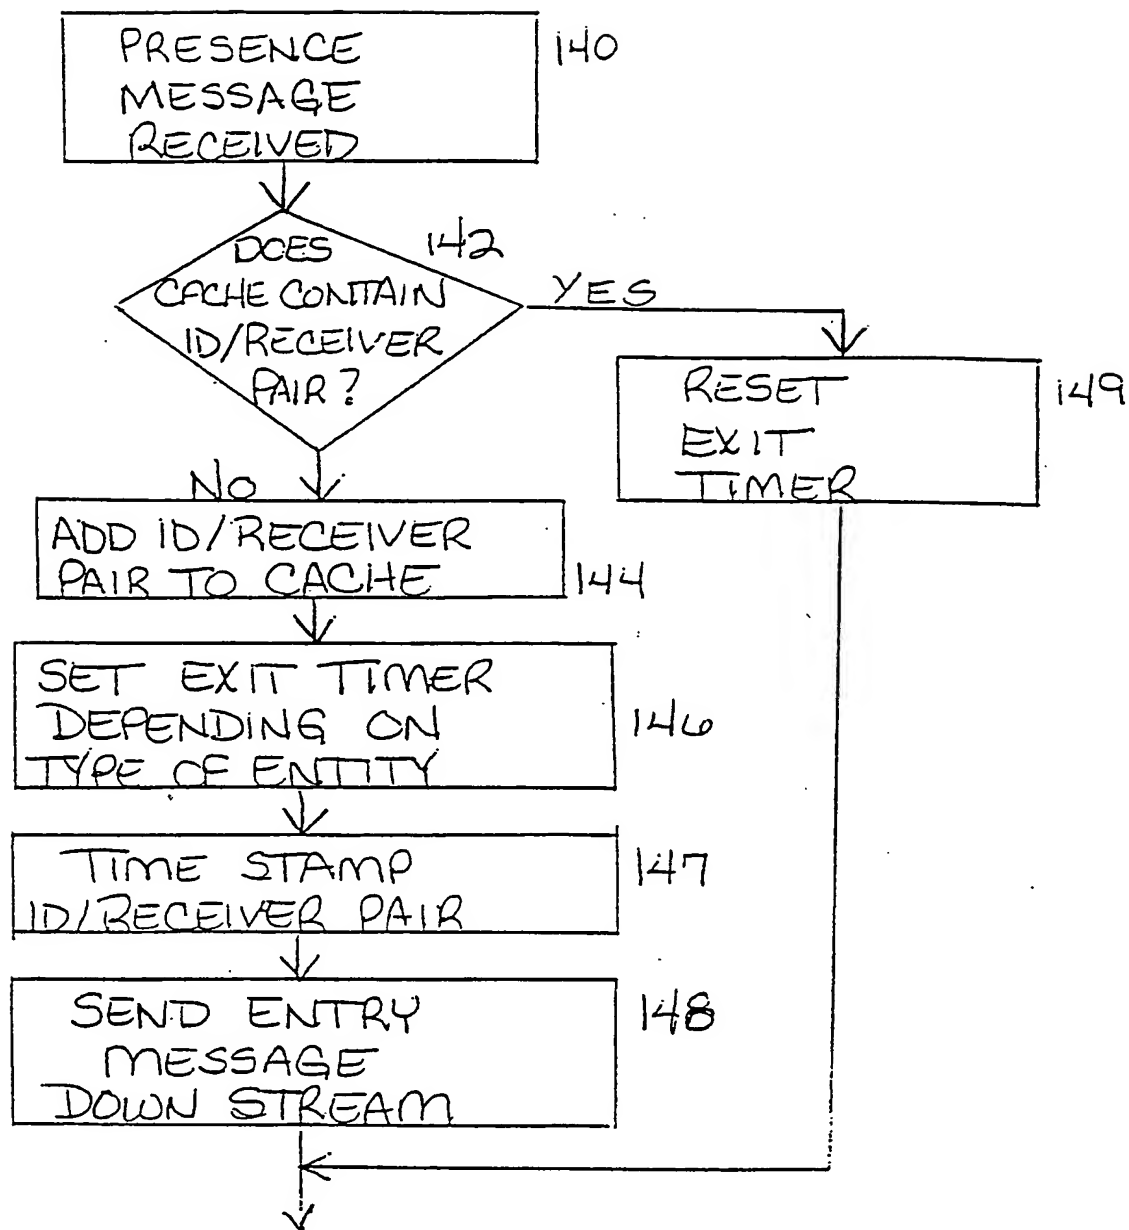 PRESENCE
MESSAGE
RECEIVED
140
DOES
CACHE CONTAIN
ID/RECEIVER
PAIR?
142
YES
RESET
EXIT
TIMER
149
NO
ADD ID/RECEIVER
PAIR TO CACHE
144
SET EXIT TIMER
DEPENDING ON
TYPE OF ENTITY
146
TIME STAMP
ID/RECEIVER PAIR
147
SEND ENTRY
MESSAGE
DOWN STREAM
148